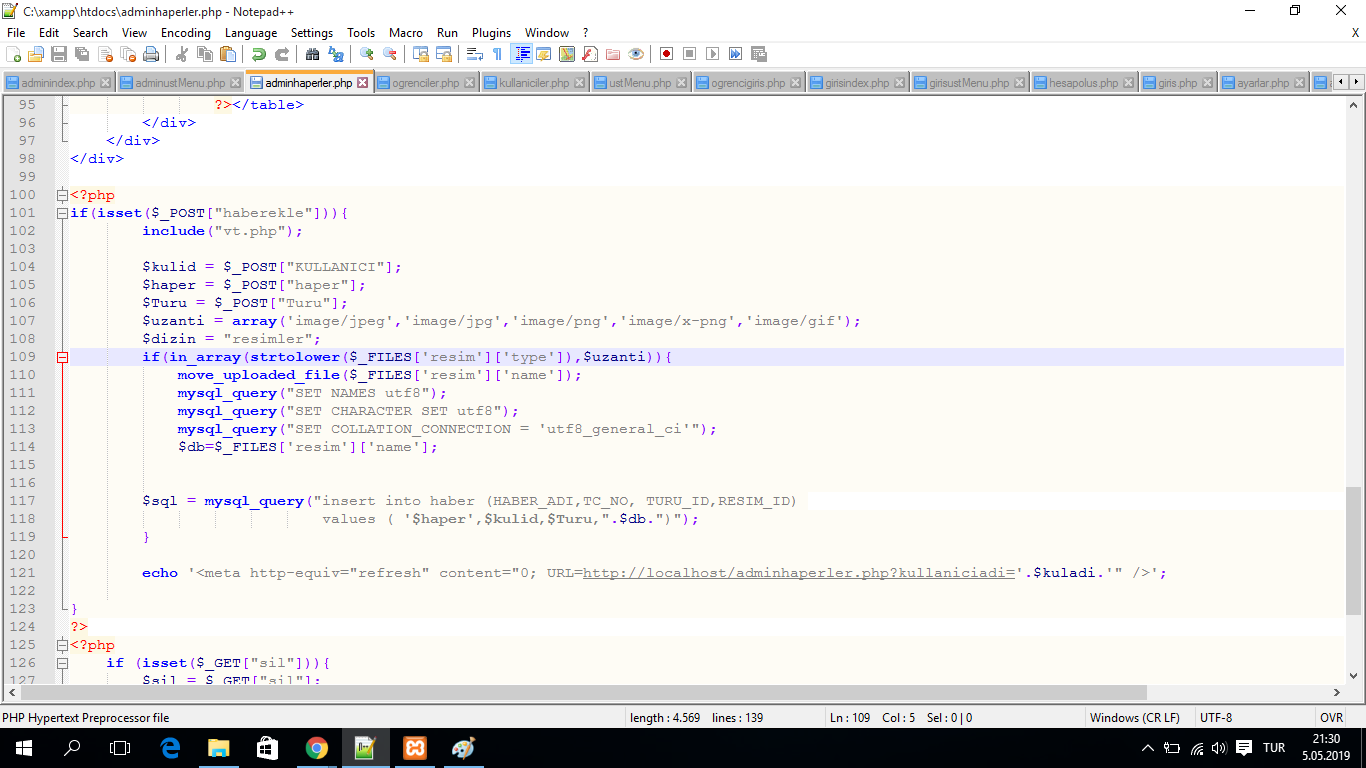 C:\xampp\htdocs\adminhaperler.php - Notepad++
File Edit Search View Encoding Language Settings Tools Macro Run Plugins Window ? X
adminindex.php adminustMenu.php adminhaperler.php ogrenciler.php kullaniciler.php ustMenu.php ogrencigiris.php girisindex.php girisustMenu.php hesapolus.php giris.php ayarlar.php
95 ?></table>
96 </div>
97 </div>
98 </div>
99
100 <?php
101 if(isset($_POST["haberekle"])){
102 include("vt.php");
103
104 $kulid = $_POST["KULLANICI"];
105 $haper = $_POST["haper"];
106 $Turu = $_POST["Turu"];
107 $uzanti = array('image/jpeg','image/jpg','image/png','image/x-png','image/gif');
108 $dizin = "resimler";
109 if(in_array(strtolower($_FILES['resim']['type']),$uzanti)){
110 move_uploaded_file($_FILES['resim']['name']);
111 mysql_query("SET NAMES utf8");
112 mysql_query("SET CHARACTER SET utf8");
113 mysql_query("SET COLLATION_CONNECTION = 'utf8_general_ci'");
114 $db=$_FILES['resim']['name'];
115
116
117 $sql = mysql_query("insert into haber (HABER_ADI,TC_NO, TURU_ID,RESIM_ID)
118 values ( '$haper',$kulid,$Turu,".$db.")");
119 }
120
121 echo '<meta http-equiv="refresh" content="0; URL=http://localhost/adminhaperler.php?kullaniciadi='.$kuladi.'" />';
122
123 }
124 ?>
125 <?php
126 if (isset($_GET["sil"])){
127 $sil = $_GET["sil"];
PHP Hypertext Preprocessor file length : 4.569 lines : 139 Ln : 109 Col : 5 Sel : 0 | 0 Windows (CR LF) UTF-8 OVR
TUR
21:30
5.05.2019